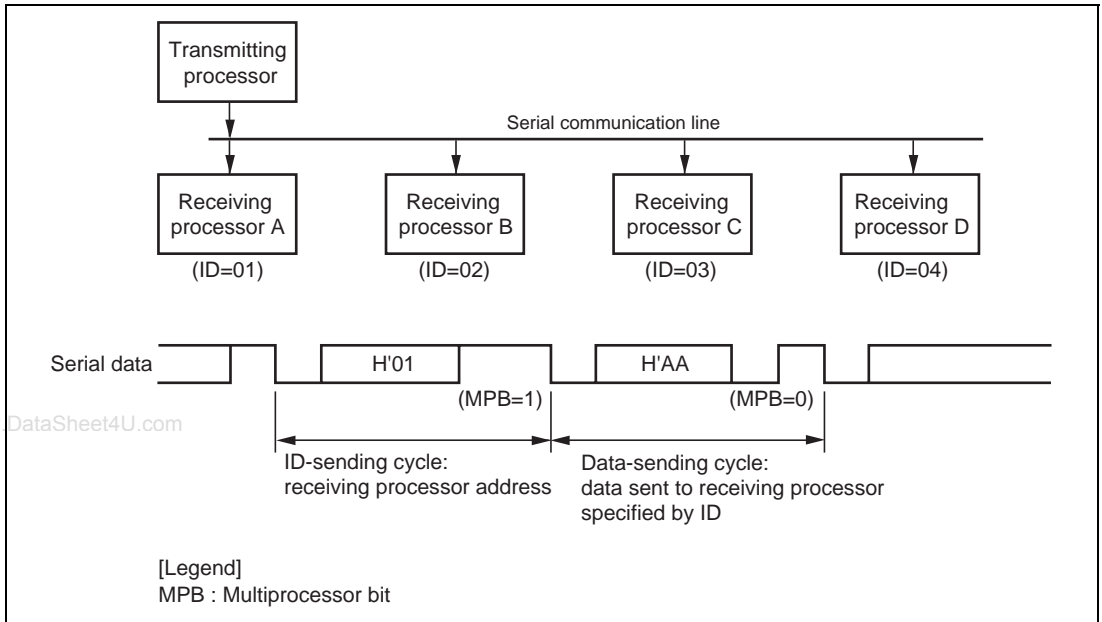 Transmitting
processor
Serial communication line
Receiving
processor A
Receiving
processor B
Receiving
processor C
Receiving
processor D
(ID=01)
(ID=02)
(ID=03)
(ID=04)
Serial data
H'01
H'AA
(MPB=1)
(MPB=0)
DataSheet4U.com
ID-sending cycle:
receiving processor address
Data-sending cycle:
data sent to receiving processor
specified by ID
[Legend]
MPB : Multiprocessor bit